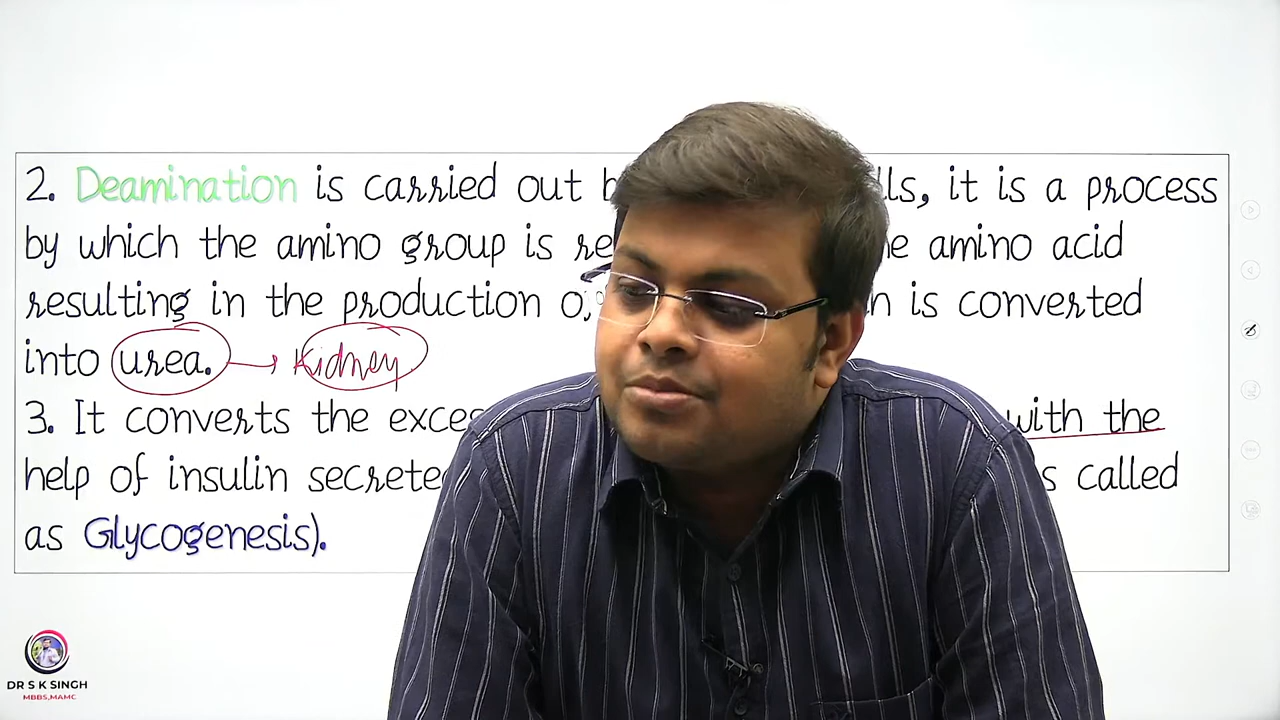 2. Deamination is carried out lls, it is a process
by which the amino group is re he amino acid
resulting in the production n is converted
into urea. → Kidney
3. It converts the exce with the
help of insulin secrete s called
as Glycogenesis).
DR S K SINGH
MBBS,MAMC